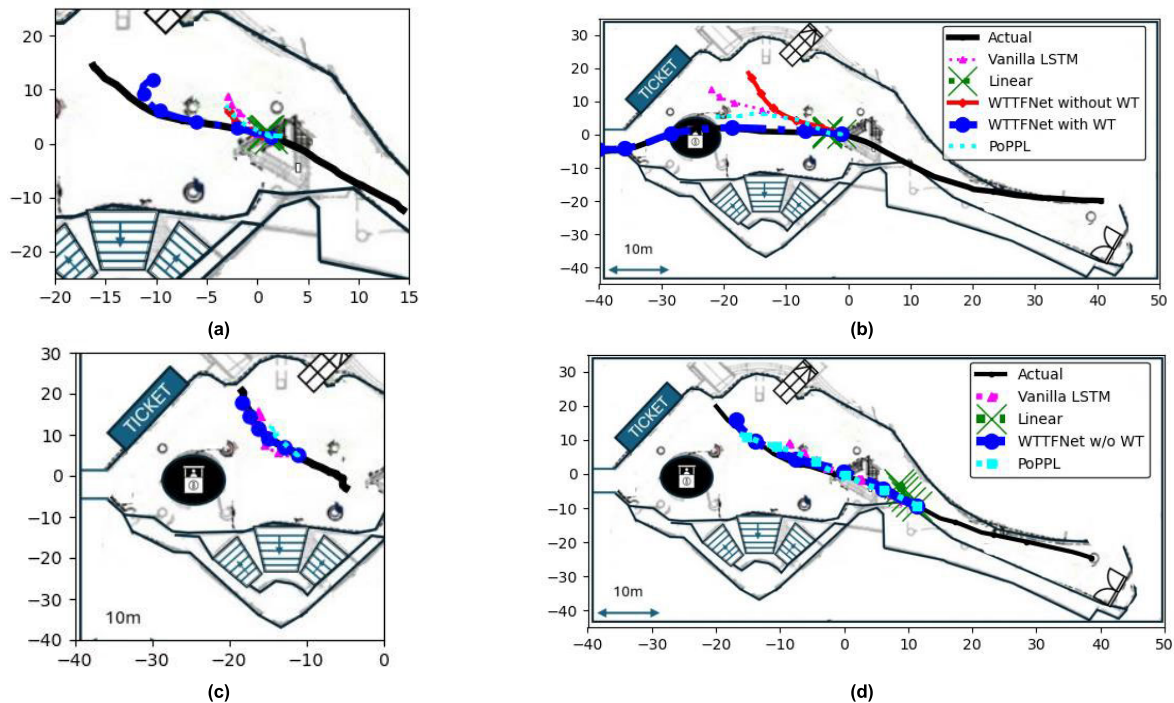 20
10
0
−10
−20
−20
−15
−10
−5
0
5
10
15
(a)
30
20
10
0
−10
−20
−30
−40
TICKET
Actual
Vanilla LSTM
Linear
WTTFNet without WT
WTTFNet with WT
PoPPL
10m
−40
−30
−20
−10
0
10
20
30
40
50
(b)
30
20
10
0
−10
−20
−30
−40
TICKET
10m
−40
−30
−20
−10
0
(c)
30
20
10
0
−10
−20
−30
−40
TICKET
Actual
Vanilla LSTM
Linear
WTTFNet w/o WT
PoPPL
10m
−40
−30
−20
−10
0
10
20
30
40
50
(d)